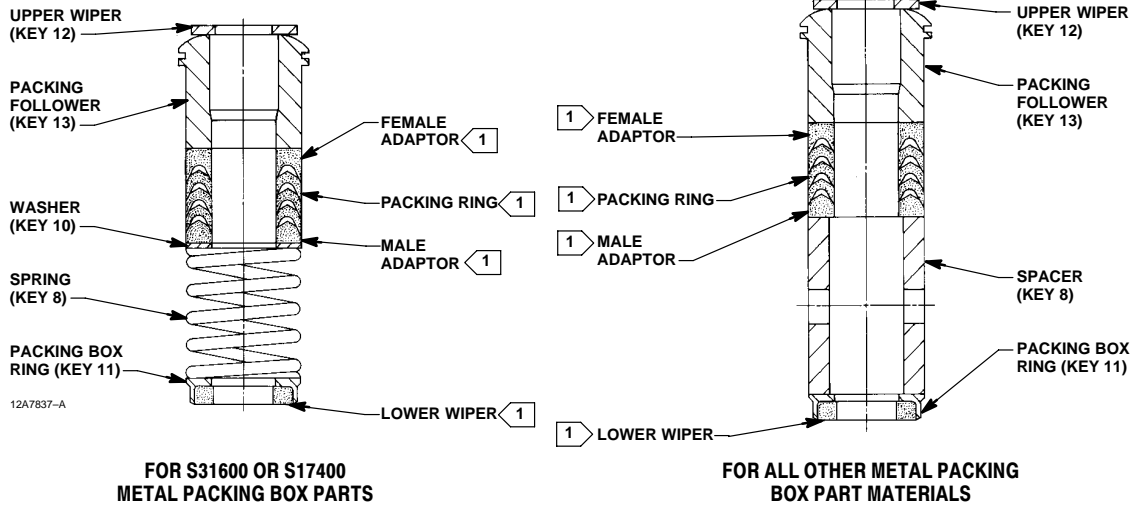 UPPER WIPER
(KEY 12)
PACKING
FOLLOWER
(KEY 13)
WASHER
(KEY 10)
SPRING
(KEY 8)
PACKING BOX
RING (KEY 11)
12A7837–A
FEMALE
ADAPTOR 1
PACKING RING 1
MALE
ADAPTOR 1
LOWER WIPER 1
FOR S31600 OR S17400
METAL PACKING BOX PARTS
1 FEMALE
ADAPTOR
1 PACKING RING
1 MALE
ADAPTOR
1 LOWER WIPER
UPPER WIPER
(KEY 12)
PACKING
FOLLOWER
(KEY 13)
SPACER
(KEY 8)
PACKING BOX
RING (KEY 11)
FOR ALL OTHER METAL PACKING
BOX PART MATERIALS